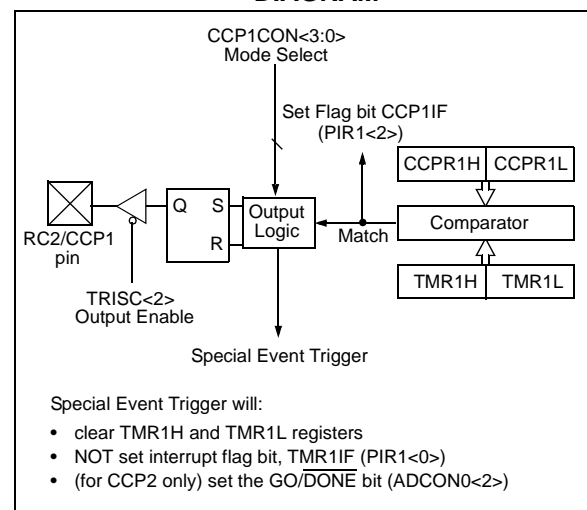 CCP1CON<3:0>
Mode Select
Set Flag bit CCP1IF
(PIR1<2>)
CCPR1H CCPR1L
Q S
R
Output
Logic
Match
Comparator
RC2/CCP1
pin
TRISC<2>
Output Enable
TMR1H TMR1L
Special Event Trigger
Special Event Trigger will:
• clear TMR1H and TMR1L registers
• NOT set interrupt flag bit, TMR1IF (PIR1<0>)
• (for CCP2 only) set the GO/DONE bit (ADCON0<2>)